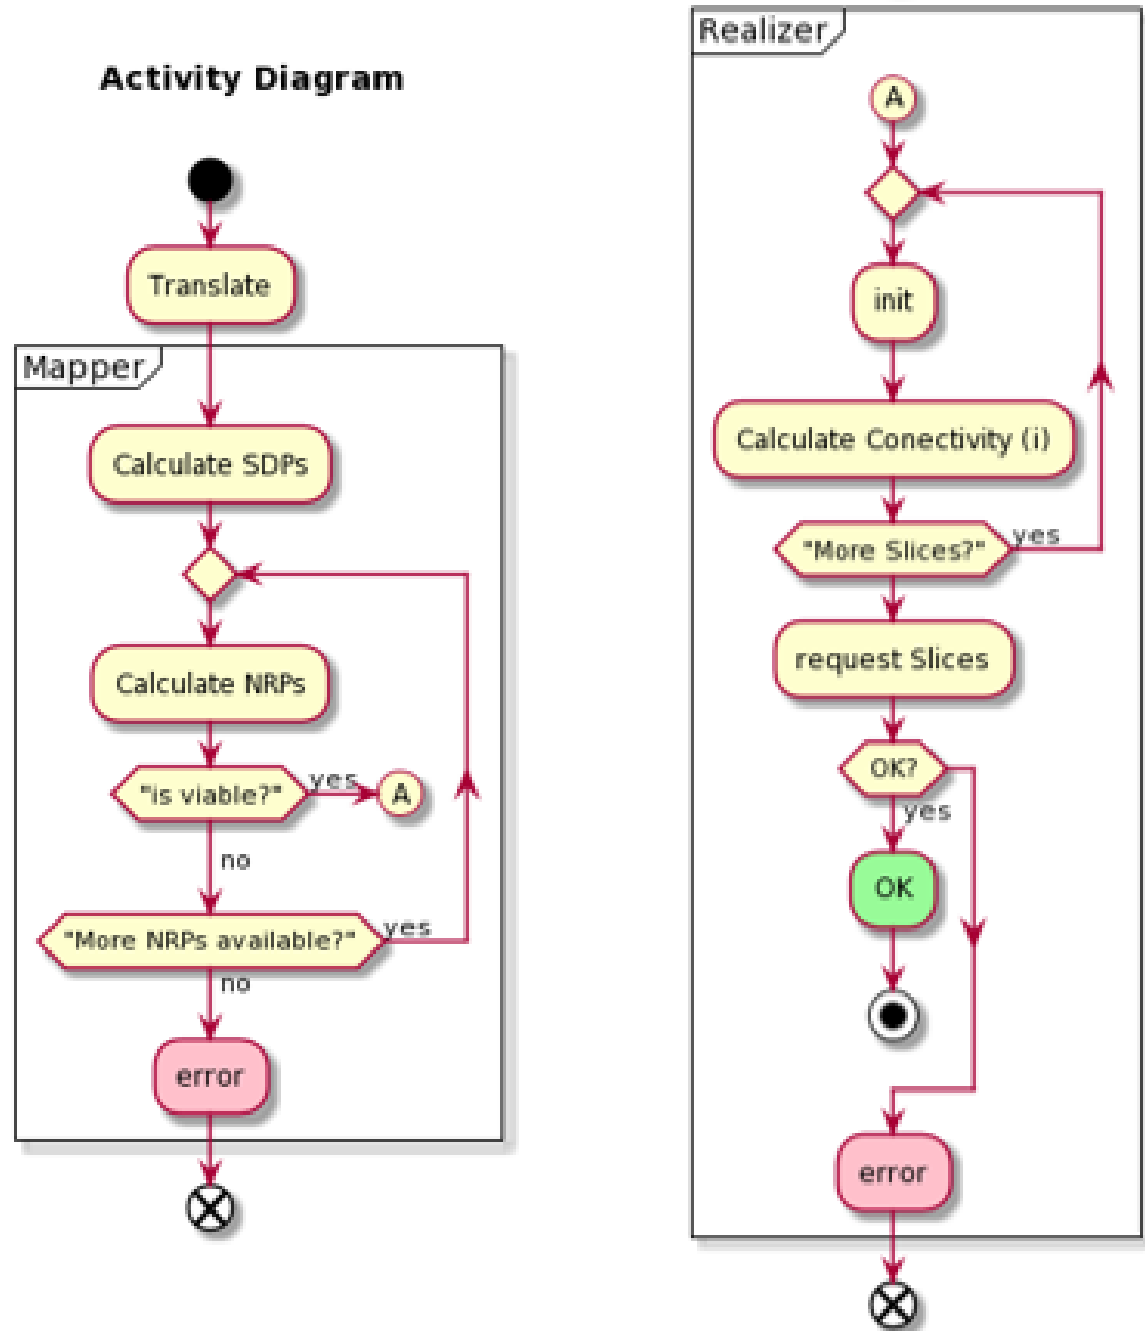 Activity Diagram
Translate
Mapper
Calculate SDPs
Calculate NRPs
"is viable?"
yes
A
no
"More NRPs available?"
yes
no
error
Realizer
A
init
Calculate Conectivity (i)
"More Slices?"
yes
request Slices
OK?
yes
OK
error